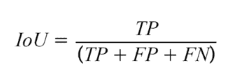 IoU = TP / (TP + FP + FN)